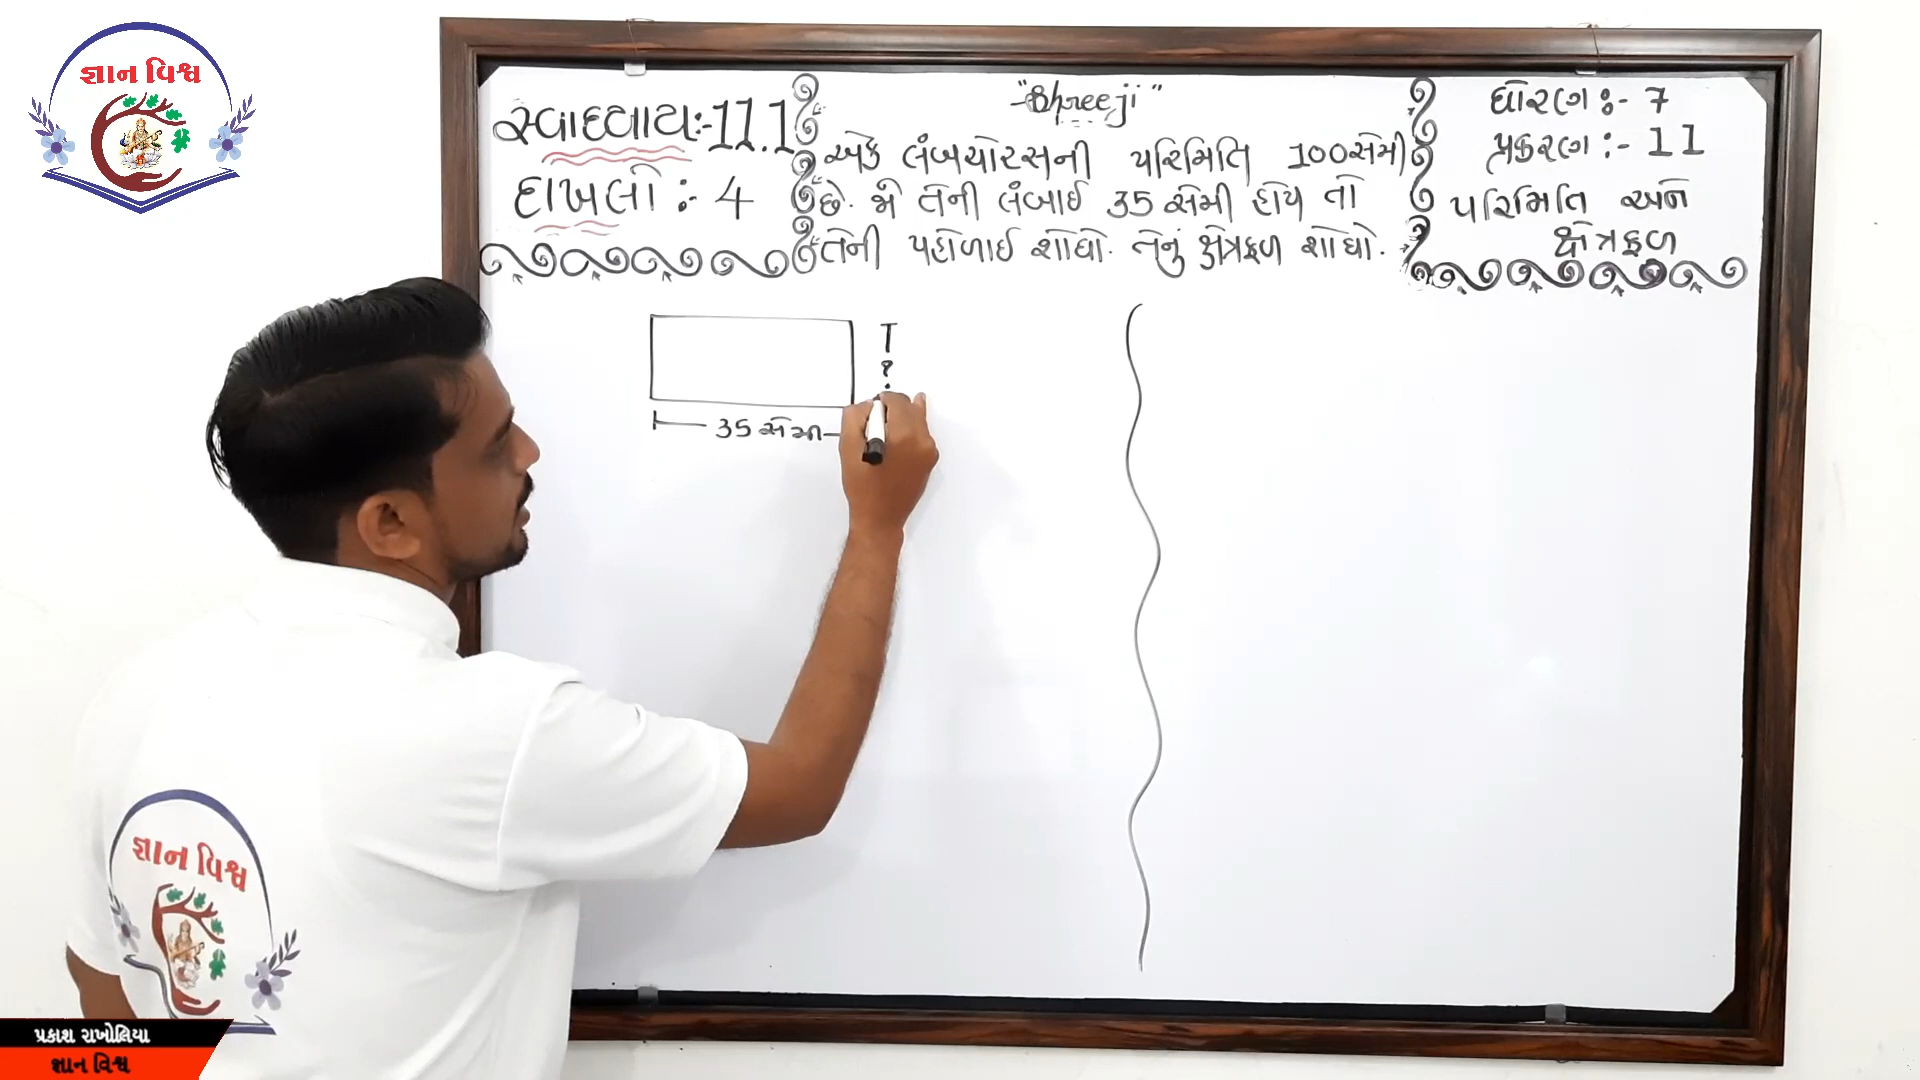 જ્ઞાન વિશ્વ
"Shreeji"
સ્વાધ્યાયઃ-11.1
દાખલો :- 4
એક લંબચોરસની પરિમિતિ 100સેમી
છે. જો તેની લંબાઈ 35 સેમી હોય તો
તેની પહોળાઈ શોધો. તેનું ક્ષેત્રફળ શોધો.
ધોરણ :- 7
પ્રકરણ :- 11
પરિમિતિ અને
ક્ષેત્રફળ
?
35 સેમી
જ્ઞાન વિશ્વ
પ્રકાશ રાખોલિયા
જ્ઞાન વિશ્વ